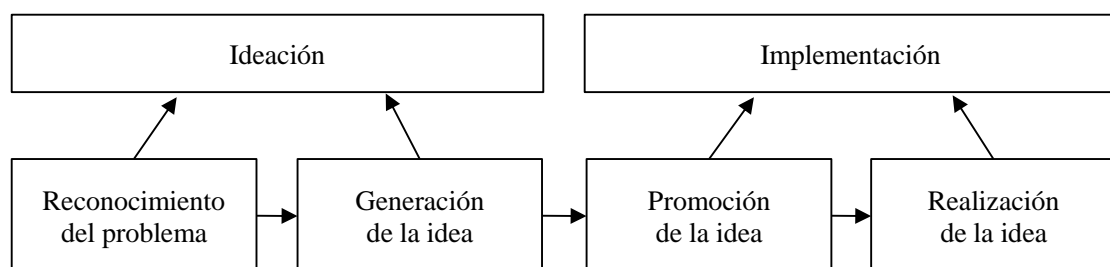 Ideación
Implementación
Reconocimiento
del problema
Generación
de la idea
Promoción
de la idea
Realización
de la idea